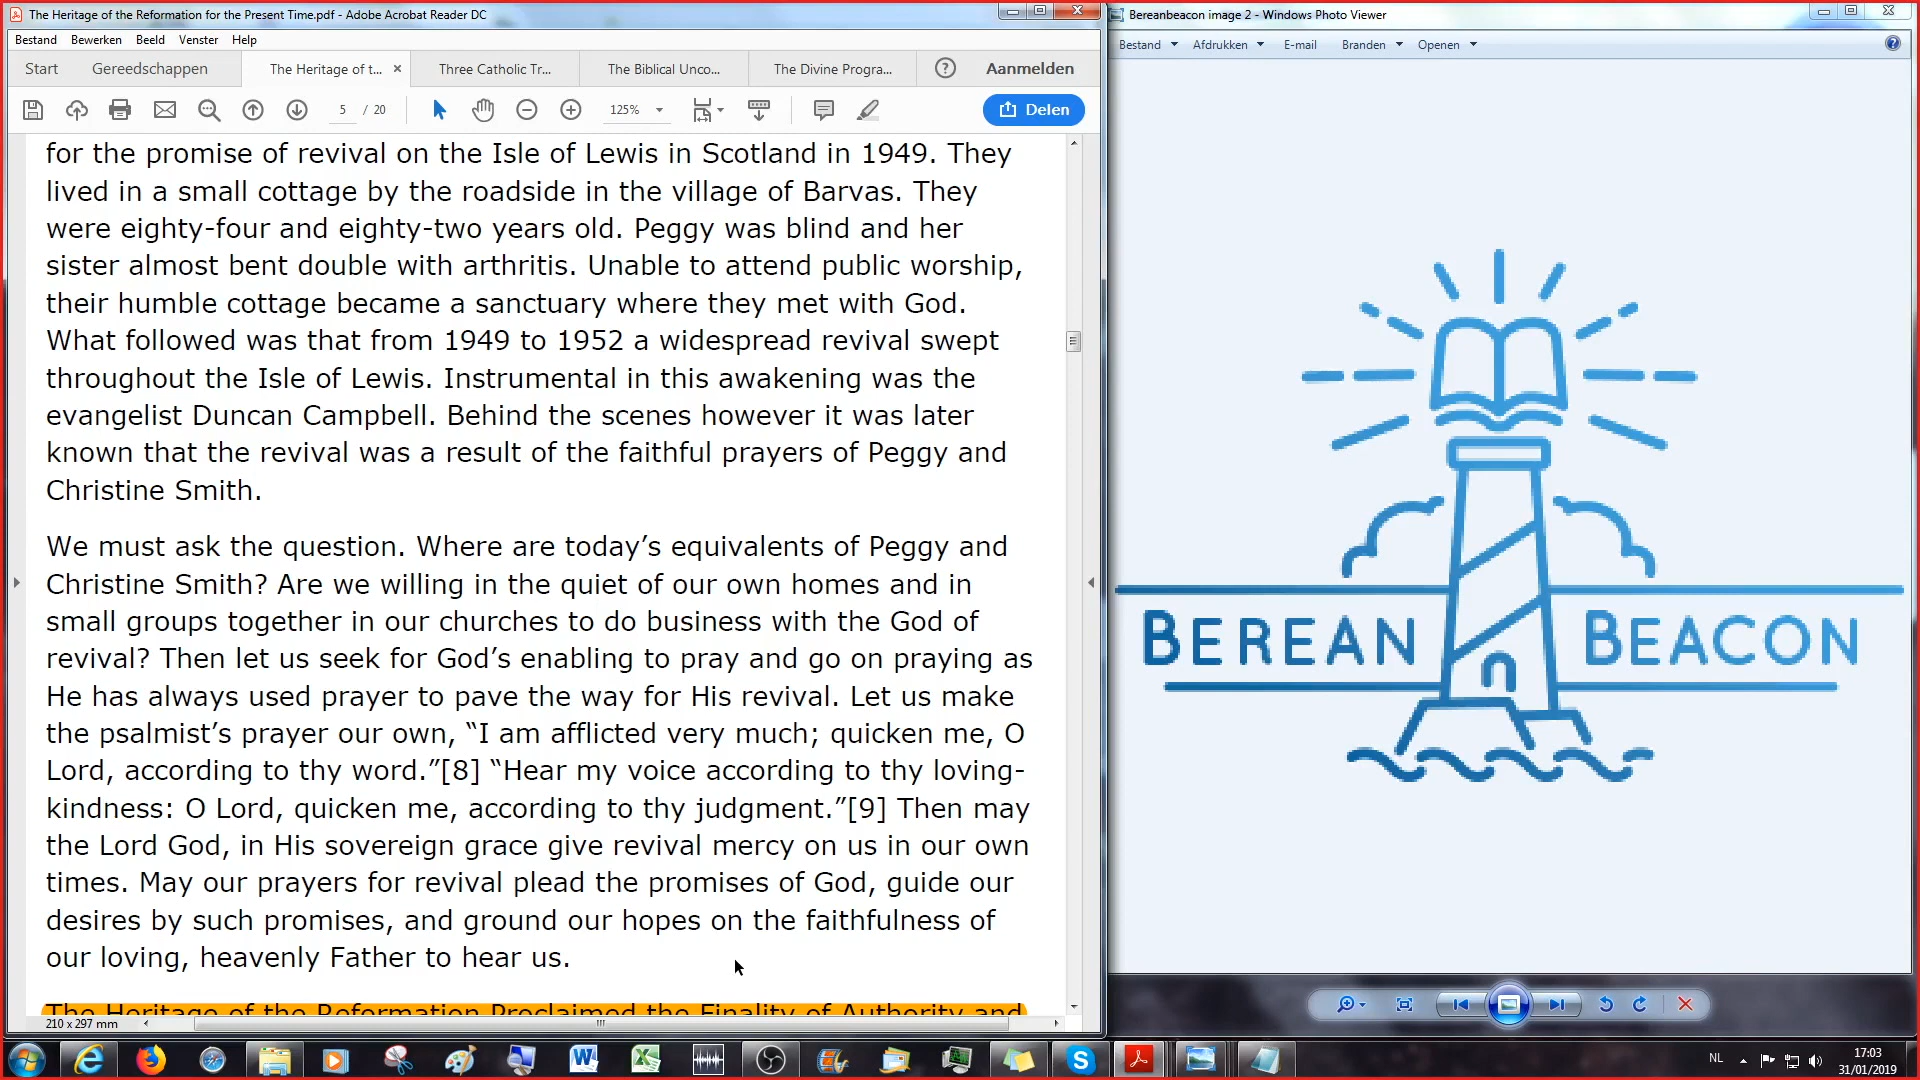 The Heritage of the Reformation for the Present Time.pdf - Adobe Acrobat Reader DC
Bestand Bewerken Beeld Venster Help
Start Gereedschappen The Heritage of t... Three Catholic Tr... The Biblical Unco... The Divine Progra... Aanmelden
5 / 20 125% Delen
for the promise of revival on the Isle of Lewis in Scotland in 1949. They
lived in a small cottage by the roadside in the village of Barvas. They
were eighty-four and eighty-two years old. Peggy was blind and her
sister almost bent double with arthritis. Unable to attend public worship,
their humble cottage became a sanctuary where they met with God.
What followed was that from 1949 to 1952 a widespread revival swept
throughout the Isle of Lewis. Instrumental in this awakening was the
evangelist Duncan Campbell. Behind the scenes however it was later
known that the revival was a result of the faithful prayers of Peggy and
Christine Smith.
We must ask the question. Where are today’s equivalents of Peggy and
Christine Smith? Are we willing in the quiet of our own homes and in
small groups together in our churches to do business with the God of
revival? Then let us seek for God’s enabling to pray and go on praying as
He has always used prayer to pave the way for His revival. Let us make
the psalmist’s prayer our own, “I am afflicted very much; quicken me, O
Lord, according to thy word.”[8] “Hear my voice according to thy loving-
kindness: O Lord, quicken me, according to thy judgment.”[9] Then may
the Lord God, in His sovereign grace give revival mercy on us in our own
times. May our prayers for revival plead the promises of God, guide our
desires by such promises, and ground our hopes on the faithfulness of
our loving, heavenly Father to hear us.
The Heritage of the Reformation Proclaimed the Finality of Authority and
210 x 297 mm
Bereanbeacon image 2 - Windows Photo Viewer
Bestand Afdrukken E-mail Branden Openen
BEREAN BEACON
NL
17:03
31/01/2019